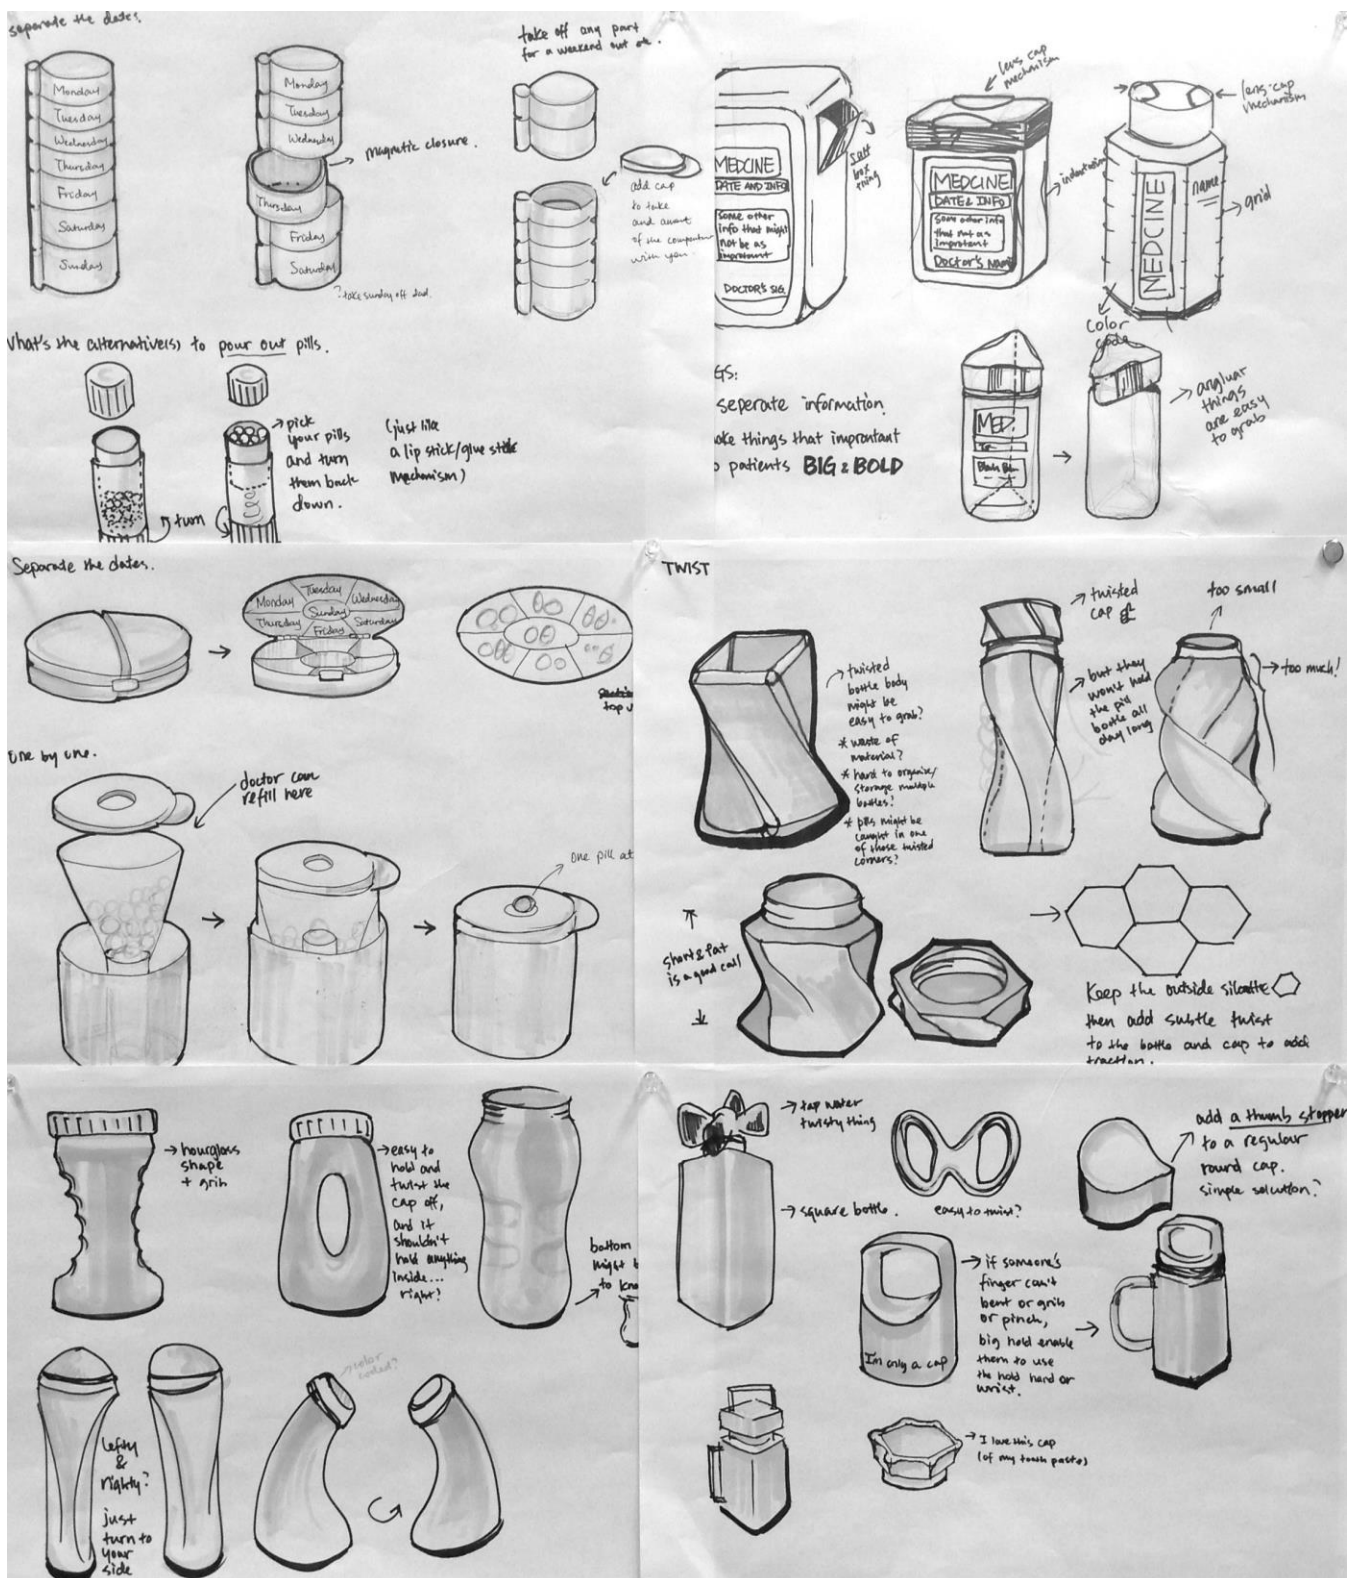 separate the dates.
Monday
Tuesday
Wednesday
Thursday
Friday
Saturday
Sunday
Monday
Tuesday
Wednesday
Thursday
Friday
Saturday
magnetic closure.
? take sunday off dad.
take off any part
for a weekend out etc.
add cap
to take
and amount
of the compartment
with you.
What's the alternative(s) to pour out pills.
pick
your pills
and turn
them back
down.
turn
(just like
a lip stick/glue stick
mechanism)
MEDCINE
DATE AND INFO
Some other
info that might
not be as
improtant
DOCTOR'S SIG.
soft
box
thing
lens cap
mechanism
MEDCINE
DATE & INFO
Some other info
that not as
improtant
Doctor's Name
indentation
lens-cap
mechanism
MEDCINE
name
grid
color
code
GS:
seperate information.
make things that improntant
patients BIG & BOLD
MED.
angluar
things
are easy
to grab
Separate the dates.
Monday
Tuesday
Wednesday
Thursday
Sunday
Saturday
Friday
top
one by one.
doctor can
refill here
one pill at
TWIST
twisted
bottle body
might be
easy to grab?
* waste of
material?
* hard to organize/
storage multiple
bottles?
* pills might be
caught in one
of those twisted
corners?
twisted
cap
but they
won't hold
the pill
bottle all
day long
too small
too much!
short & fat
is a good call
Keep the outside siloutte
then add subtle twist
to the bottle and cap to add
traction.
hourglass
shape
+ grib
easy to
hold and
twist the
cap off,
and it
shouldn't
hold anything
inside...
right?
bottom
might
to
lefty
&
righty?
just
turn to
your
side
color
coded?
tap water
twisty thing
square bottle.
easy to twist?
add a thumb stopper
to a regular
round cap.
simple solution?
I'm only a cap
if someone's
finger can't
bent or grib
or pinch,
big hold enable
them to use
the hold hand or
wrist.
I love this cap
(of my tooth paste)